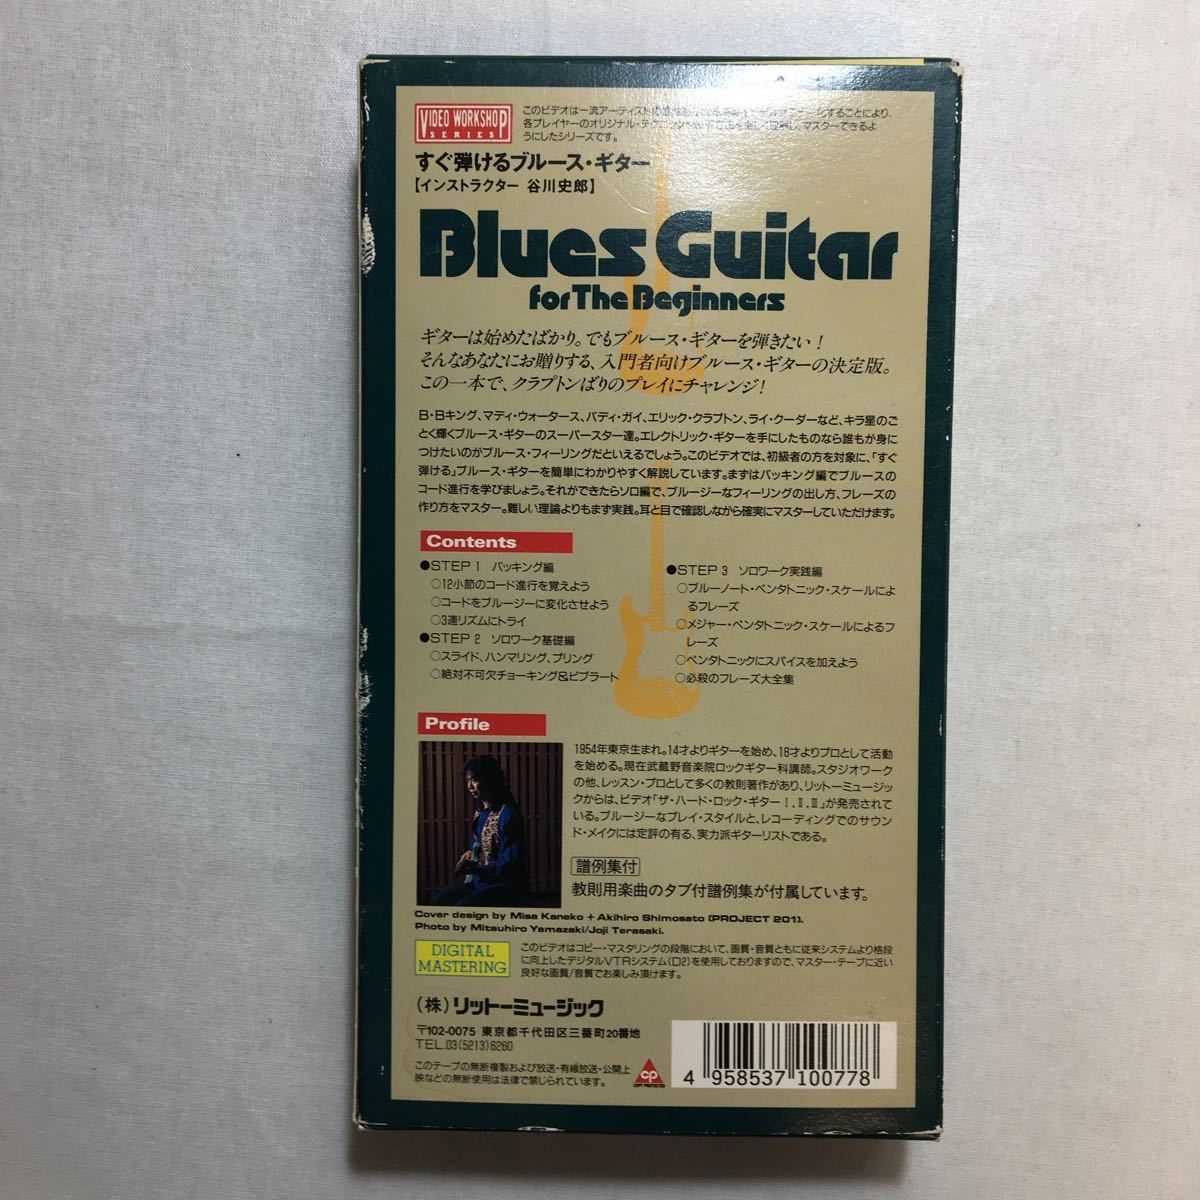 VIDEO WORKSHOP
SERIES
このビデオは一流アーティストの
することにより、
各プレイヤーのオリジナル・テクニック
マスターできるよ
うにしたシリーズです。
すぐ弾けるブルース・ギター
【インストラクター 谷川史郎】
Blues Guitar
for The Beginners
ギターは始めたばかり。でもブルース・ギターを弾きたい!
そんなあなたにお贈りする、入門者向けブルース・ギターの決定版。
この一本で、クラプトンばりのプレイにチャレンジ!
B・Bキング、マディ・ウォータース、バディ・ガイ、エリック・クラプトン、ライ・クーダーなど、キラ星のご
とく輝くブルース・ギターのスーパースター達。エレクトリック・ギターを手にしたものなら誰もが身に
つけたいのがブルース・フィーリングだといえるでしょう。このビデオでは、初級者の方を対象に、「すぐ
弾ける」ブルース・ギターを簡単にわかりやすく解説しています。まずはバッキング編でブルースの
コード進行を学びましょう。それができたらソロ編で、ブルージーなフィーリングの出し方、フレーズの
作り方をマスター。難しい理論よりもまず実践。耳と目で確認しながら確実にマスターしていただけます。
Contents
●STEP 1 バッキング編
○12小節のコード進行を覚えよう
○コードをブルージーに変化させよう
○3連リズムにトライ
●STEP 2 ソロワーク基礎編
○スライド、ハンマリング、プリング
○絶対不可欠チョーキング&ビブラート
●STEP 3 ソロワーク実践編
○ブルーノート・ペンタトニック・スケールによ
るフレーズ
○メジャー・ペンタトニック・スケールによるフ
レーズ
○ペンタトニックにスパイスを加えよう
○必殺のフレーズ大全集
Profile
1954年東京生まれ。14才よりギターを始め、18才よりプロとして活動
を始める。現在武蔵野音楽院ロックギター科講師。スタジオワーク
の他、レッスン・プロとして多くの教則著作があり、リットーミュージッ
クからは、ビデオ「ザ・ハード・ロック・ギター Ⅰ、Ⅱ、Ⅲ」が発売されて
いる。ブルージーなプレイ・スタイルと、レコーディングでのサウン
ド・メイクには定評の有る、実力派ギターリストである。
譜例集付
教則用楽曲のタブ付譜例集が付属しています。
Cover design by Misa Kaneko + Akihiro Shimosato (PROJECT 201).
Photo by Mitsuhiro Yamazaki/Joji Terasaki.
DIGITAL
MASTERING
このビデオはコピー・マスタリングの段階において、画質・音質ともに従来システムより格段
に向上したデジタルVTRシステム(D2)を使用しておりますので、マスター・テープに近い
良好な画質/音質でお楽しみ頂けます。
(株)リットーミュージック
〒102-0075 東京都千代田区三番町20番地
TEL.03(5213)6260
このテープの無断複製および放送・有線放送・公開上
映などの無断使用は法律で禁じられています。
CP
COPY PROTECTED
4 958537 100778